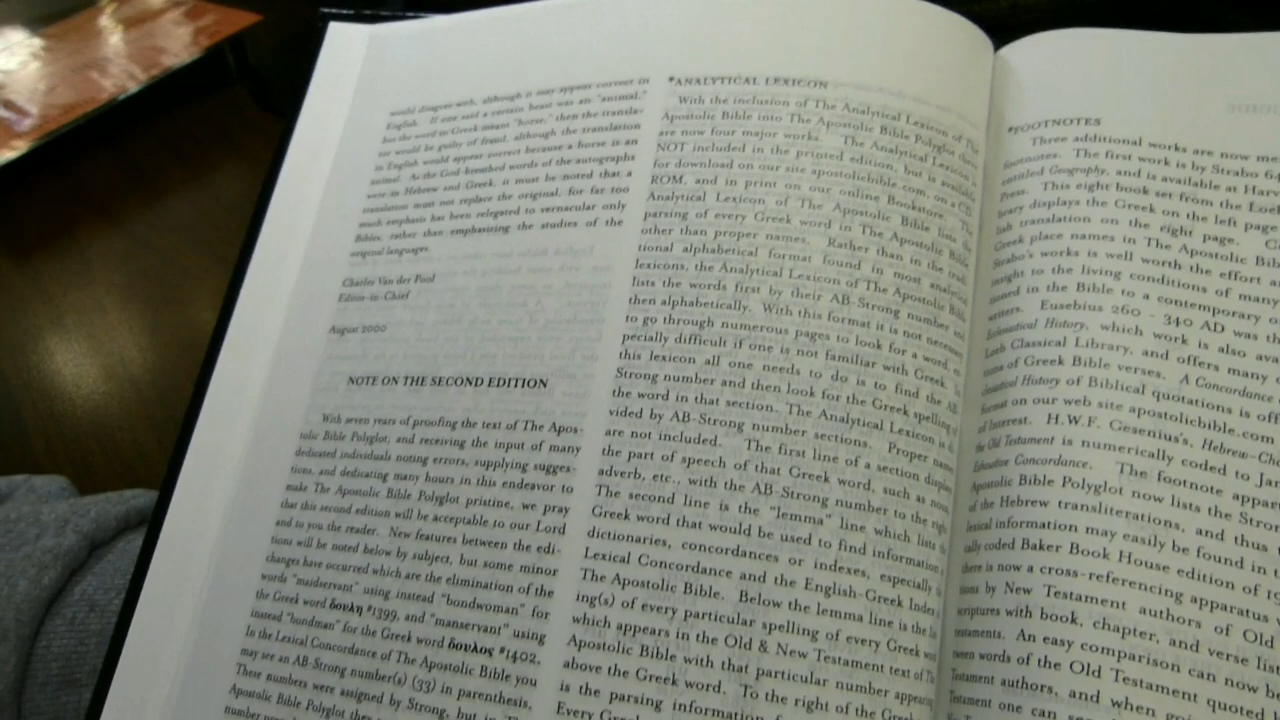 would disagree with, although it may appear correct in
English. If one said a certain beast was an "animal,"
but the word in Greek means "horse," then the transla-
tor would be guilty of fraud, although the translation
in English would appear correct because a horse is an
animal. As the God-breathed words of the autographs
were in Hebrew and Greek, it must be noted that a
translation must not replace the original, for far too
much emphasis has been relegated to vernacular only
Bibles, rather than emphasizing the studies of the
original languages.
Charles Van der Pool
Editor-in-Chief
August 2000
NOTE ON THE SECOND EDITION
With seven years of proofing the text of The Apos-
tolic Bible Polyglot, and receiving the input of many
dedicated individuals noting errors, supplying sugges-
tions, and dedicating many hours in this endeavor to
make The Apostolic Bible Polyglot pristine, we pray
that this second edition will be acceptable to our Lord
and to you the reader. New features between the edi-
tions will be noted below by subject, but some minor
changes have occurred which are the elimination of the
words "maidservant" using instead "bondwoman" for
the Greek word δουλη #1399, and "manservant" using
instead "bondman" for the Greek word δουλος #1402.
In the Lexical Concordance of The Apostolic Bible you
may see an AB-Strong number(s) (33) in parenthesis.
These numbers were assigned by Strong, but in
Apostolic Bible Polyglot they
*ANALYTICAL LEXICON
With the inclusion of The Analytical Lexicon of The
Apostolic Bible into The Apostolic Bible Polyglot there
are now four major works. The Analytical Lexicon is
NOT included in the printed edition, but is available
for download on our site apostolicbible.com, on a CD
ROM, and in print on our online Bookstore. The
Analytical Lexicon of The Apostolic Bible lists the
parsing of every Greek word in The Apostolic Bible
other than proper names. Rather than in the tradi-
tional alphabetical format found in most analytical
lexicons, the Analytical Lexicon of The Apostolic Bible
lists the words first by their AB-Strong number and
then alphabetically. With this format it is not necessary
to go through numerous pages to look for a word, es-
pecially difficult if one is not familiar with Greek. In
this lexicon all one needs to do is to find the AB-
Strong number and then look for the Greek spelling of
the word in that section. The Analytical Lexicon is di-
vided by AB-Strong number sections. Proper names
are not included. The first line of a section displays
the part of speech of that Greek word, such as noun,
adverb, etc., with the AB-Strong number to the right.
The second line is the "lemma" line which lists the
Greek word that would be used to find information in
dictionaries, concordances or indexes, especially in
Lexical Concordance and the English-Greek Index
The Apostolic Bible. Below the lemma line is the
ing(s) of every particular spelling of every Greek word
which appears in the Old & New Testament text of The
Apostolic Bible with that particular number appearing
above the Greek word. To the right of the Greek
is the parsing information
Every
*FOOTNOTES
Three additional works are now
footnotes. The first work is by Strabo 64
entitled Geography, and is available at
Press. This eight book set from the
displays the Greek on the left page
translation on the right page.
Greek place names in The Apostolic
Strabo's works is well worth the effort
insight to the living conditions of many
in the Bible to a contemporary
writers. Eusebius 260 - 340 AD was
Ecclesiastical History, which work is also
Loeb Classical Library, and offers many
of Greek Bible verses. A Concordance
History of Biblical quotations is
format on our web site apostolicbible.com
of Interest. H.W.F. Gesenius's,
the Old Testament is numerically coded to
Exhaustive Concordance. The footnote
Apostolic Bible Polyglot now lists the
of the Hebrew transliterations, and thus
lexical information may easily be found in
coded Baker Book House edition of
there is now a cross-referencing apparatus
by New Testament authors of Old
scriptures with book, chapter, and verse
testaments. An easy comparison can now
words of the Old Testament quoted
Testament authors, and when
Testament one can